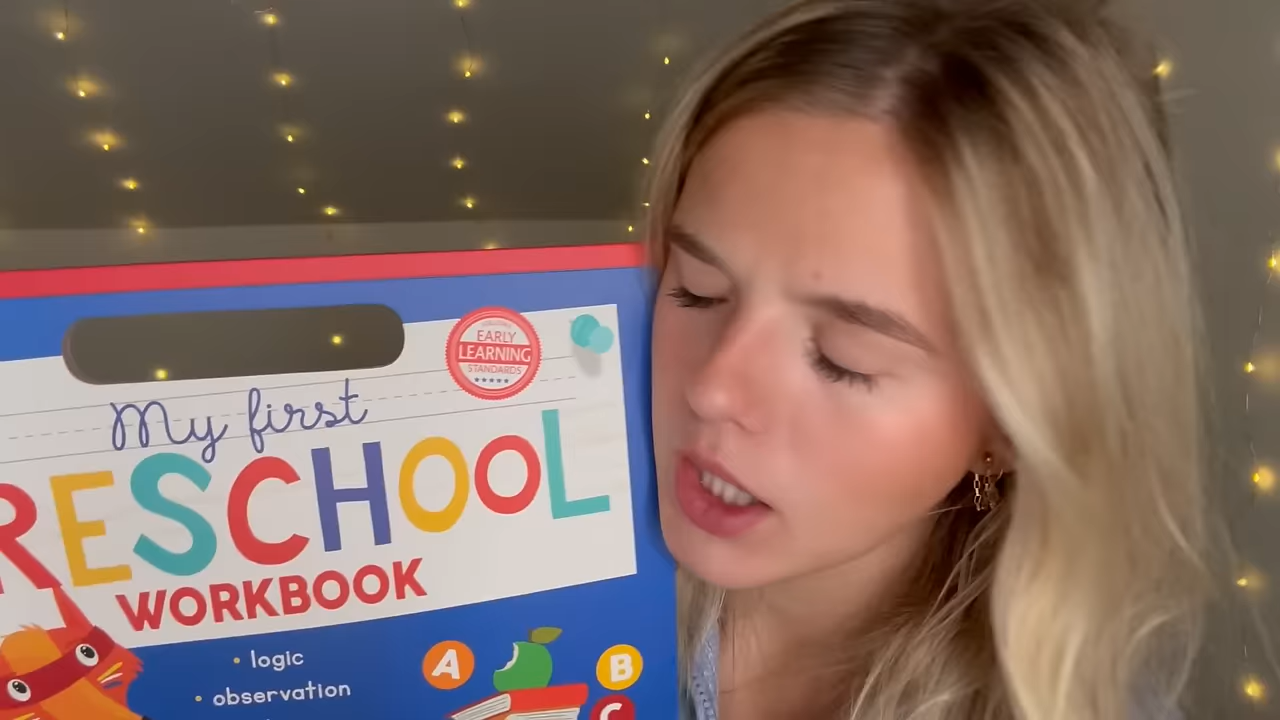 EARLY
LEARNING
STANDARDS
My first
RESCHOOL
WORKBOOK
• logic
• observation
A
B
C